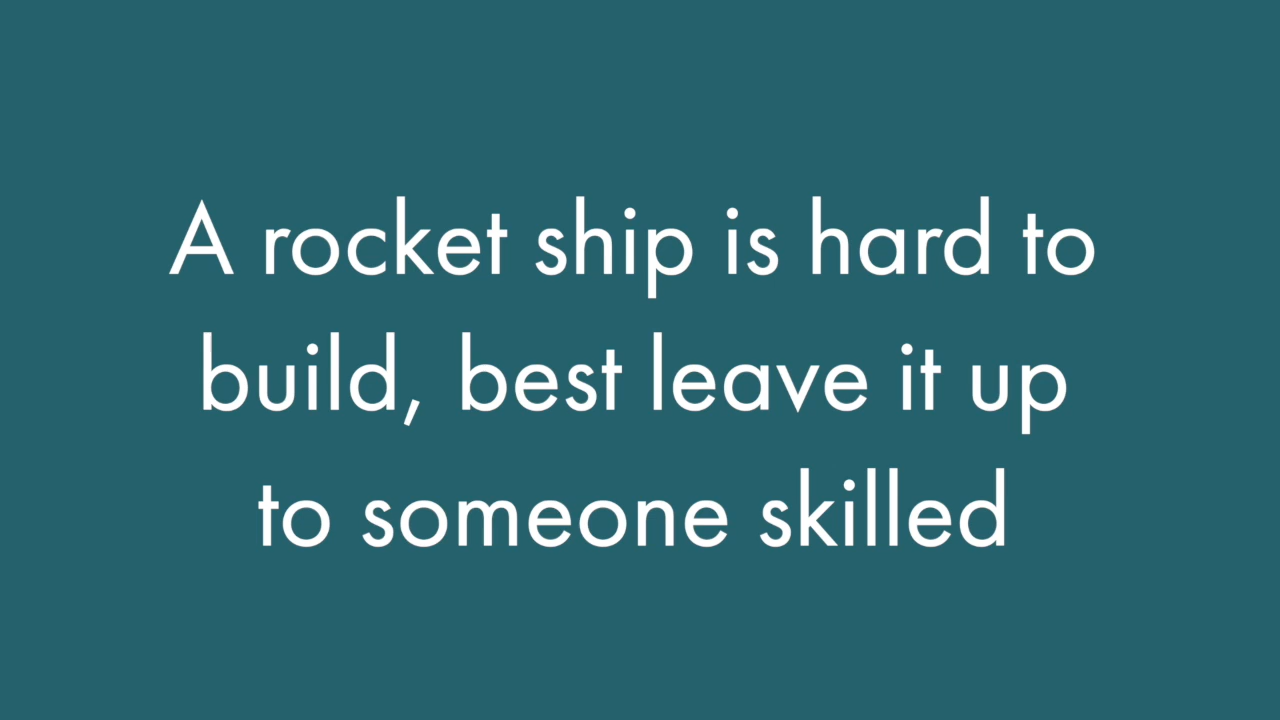 A rocket ship is hard to
build, best leave it up
to someone skilled